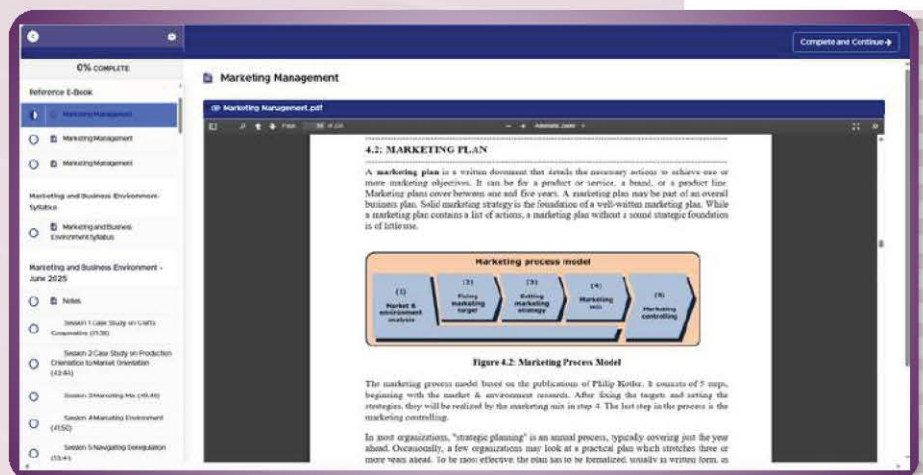 Complete and Continue →
0% COMPLETE
Reference E-Book
Marketing Management
Marketing Management
Marketing Management
Marketing and Business Environment-
Syllabus
Marketing and Business
Environment Syllabus
Marketing and Business Environment -
June 2025
Notes
Session 1 Case Study on Crafts
Session 2 Case Study on Production
Orientation to Market Orientation
(43:44)
Session 3 Marketing Mix
Session 4 Marketing Environment
(41:50)
Session 5 Navigating Deregulation
Marketing Management
Marketing Management.pdf
Page
Automatic Zoom
4.2: MARKETING PLAN
A marketing plan is a written document that details the necessary actions to achieve one or
more marketing objectives. It can be for a product or service, a brand, or a product line.
Marketing plans cover between one and five years. A marketing plan may be part of an overall
business plan. Solid marketing strategy is the foundation of a well-written marketing plan. While
a marketing plan contains a list of actions, a marketing plan without a sound strategic foundation
is of little use.
Marketing process model
(1)
Market &
environment
analysis
(2)
Fixing
marketing
target
(3)
Setting
marketing
strategy
(4)
Marketing
mix
(5)
Marketing
controlling
Figure 4.2: Marketing Process Model
The marketing process model based on the publications of Philip Kotler. It consists of 5 steps,
beginning with the market & environment research. After fixing the targets and setting the
strategies, they will be realized by the marketing mix in step 4. The last step in the process is the
marketing controlling.
In most organizations, "strategic planning" is an annual process, typically covering just the year
ahead. Occasionally, a few organizations may look at a practical plan which stretches three or
more years ahead. To be most effective, the plan has to be formalized, usually in written form, as